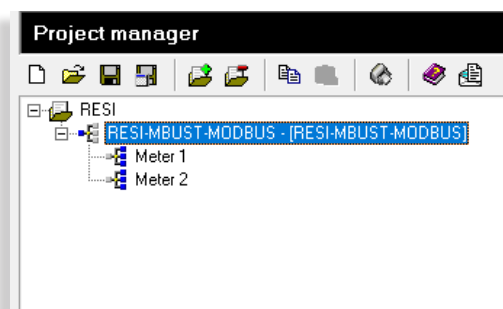 Project manager
RESI
RESI-MBUST-MODBUS - [RESI-MBUST-MODBUS]
Meter 1
Meter 2